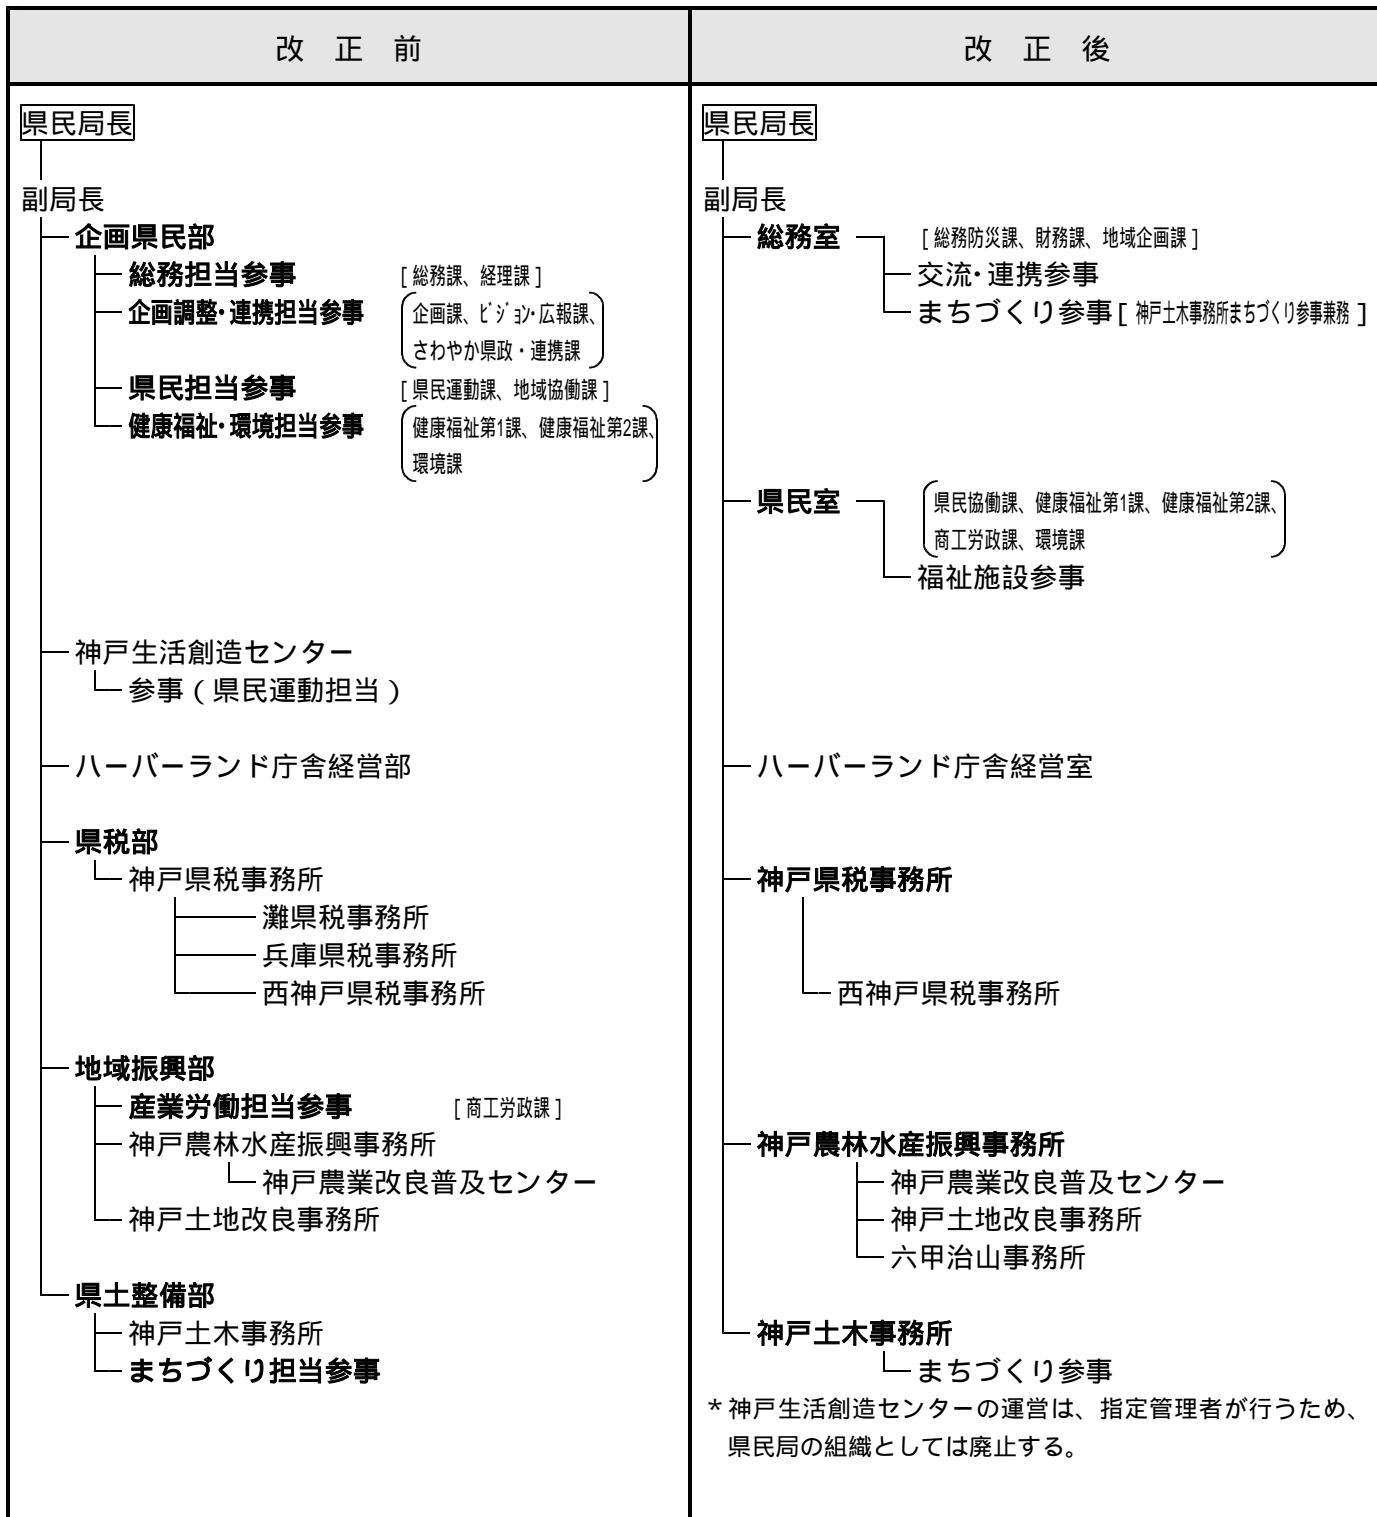 改正前
県民局長
副局長
企画県民部
総務担当参事 [総務課、経理課]
企画調整・連携担当参事 企画課、ビジョン・広報課、
さわやか県政・連携課
県民担当参事 [県民運動課、地域協働課]
健康福祉・環境担当参事 健康福祉第1課、健康福祉第2課、
環境課
神戸生活創造センター
参事(県民運動担当)
ハーバーランド庁舎経営部
県税部
神戸県税事務所
灘県税事務所
兵庫県税事務所
西神戸県税事務所
地域振興部
産業労働担当参事 [商工労政課]
神戸農林水産振興事務所
神戸農業改良普及センター
神戸土地改良事務所
県土整備部
神戸土木事務所
まちづくり担当参事
改正後
県民局長
副局長
総務室 [総務防災課、財務課、地域企画課]
交流・連携参事
まちづくり参事[神戸土木事務所まちづくり参事兼務]
県民室 県民協働課、健康福祉第1課、健康福祉第2課、
商工労政課、環境課
福祉施設参事
ハーバーランド庁舎経営室
神戸県税事務所
西神戸県税事務所
神戸農林水産振興事務所
神戸農業改良普及センター
神戸土地改良事務所
六甲治山事務所
神戸土木事務所
まちづくり参事
*神戸生活創造センターの運営は、指定管理者が行うため、
県民局の組織としては廃止する。